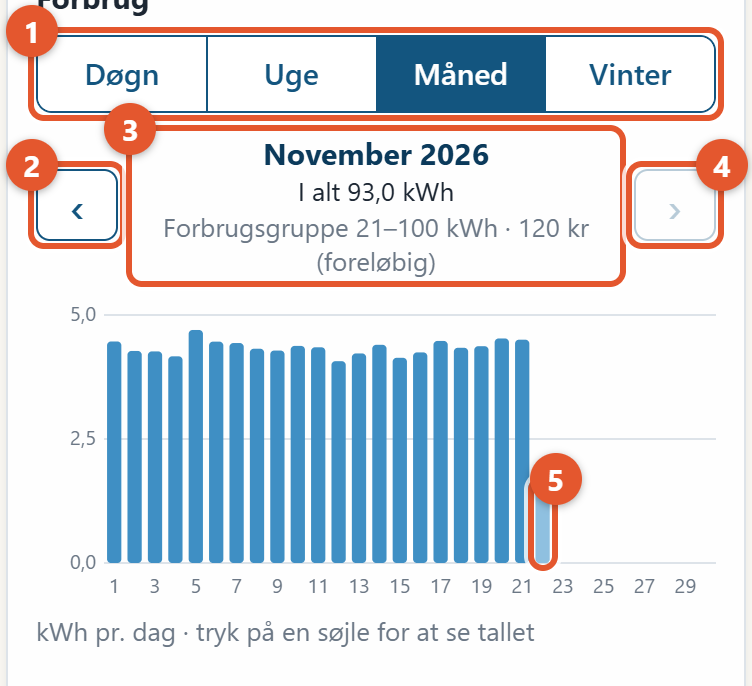 Forbrug
1
Døgn
Uge
Måned
Vinter
2
3
4
November 2026
I alt 93,0 kWh
Forbrugsgruppe 21–100 kWh · 120 kr
(foreløbig)
‹
›
5,0
2,5
0,0
5
1 3 5 7 9 11 13 15 17 19 21 23 25 27 29
kWh pr. dag · tryk på en søjle for at se tallet